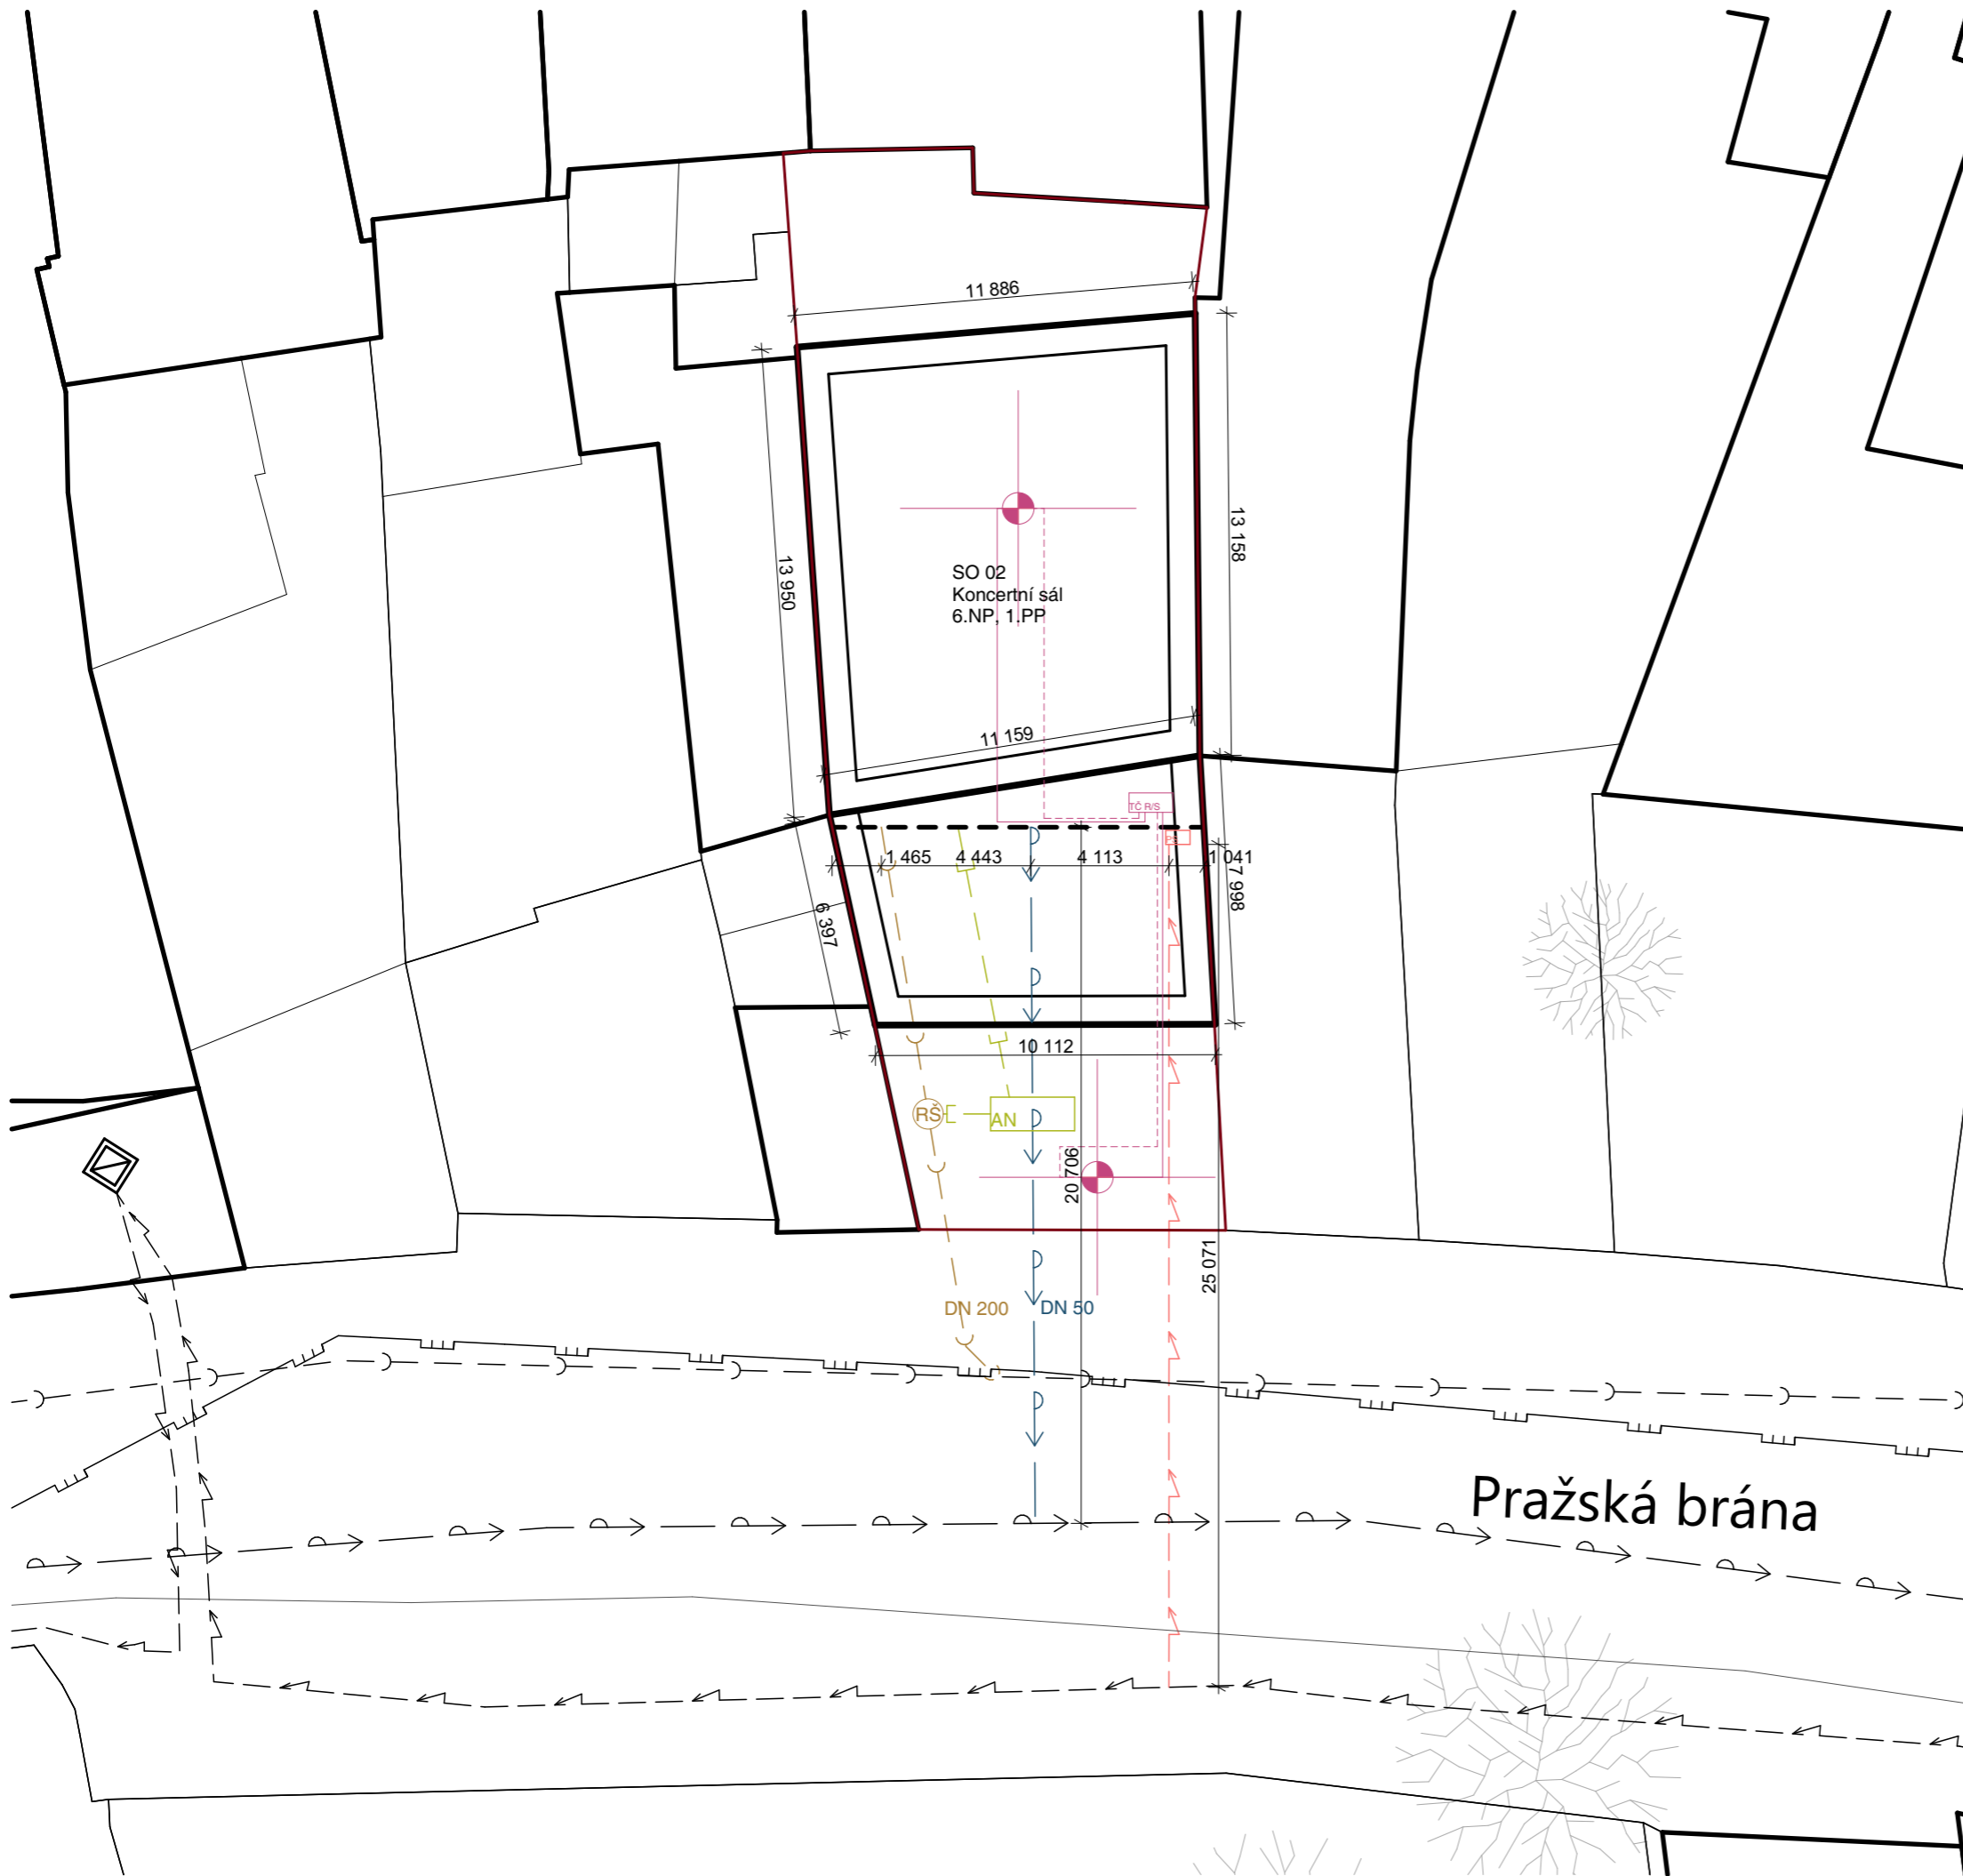 11 886
13 158
13 950
SO 02
Koncertní sál
6.NP, 1.PP
11 159
TČ R/S
PS
1 465
4 443
4 113
1 041
7 998
6 397
10 112
RŠ
AN
20 706
25 071
DN 200
DN 50
Pražská brána